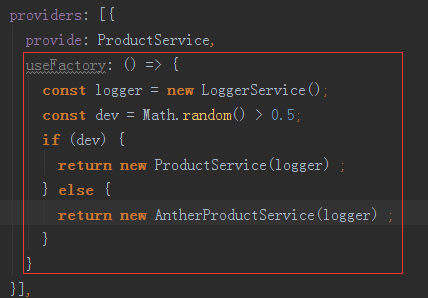 providers: [{
provide: ProductService,
useFactory: () => {
const logger = new LoggerService();
const dev = Math.random() > 0.5;
if (dev) {
return new ProductService(logger) ;
} else {
return new AntherProductService(logger) ;
}
}
}],